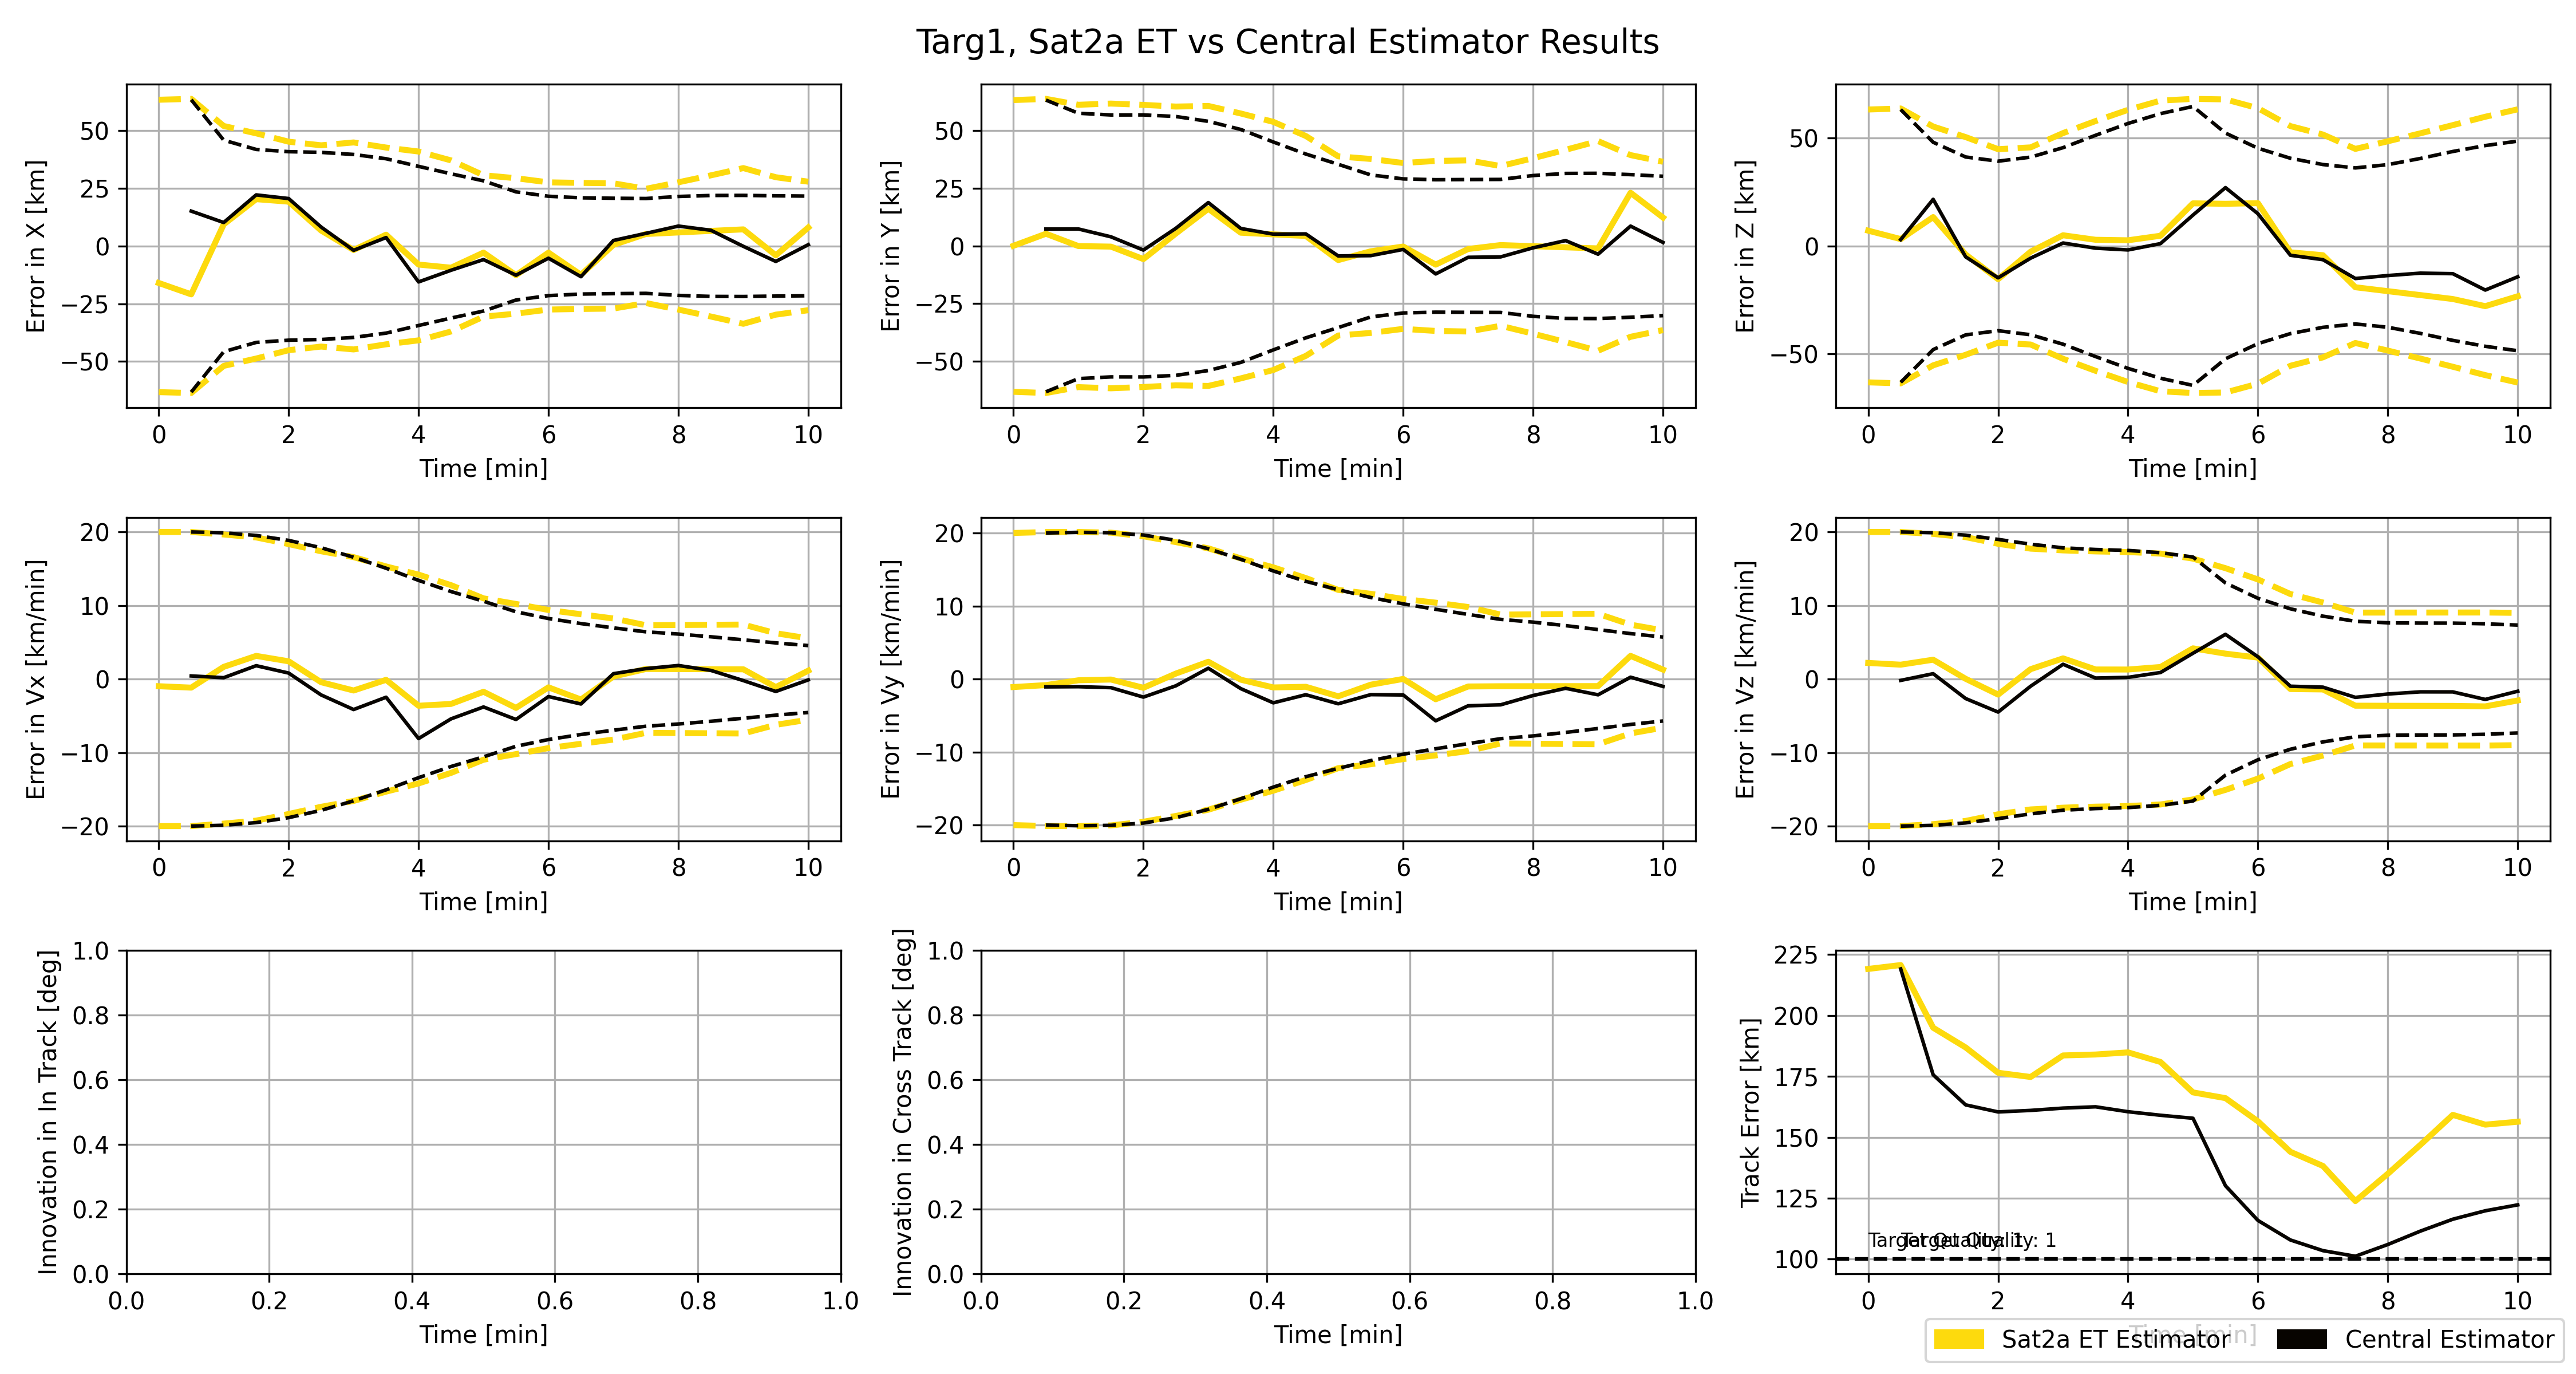 Targ1, Sat2a ET vs Central Estimator Results
Error in X [km]
50
25
0
−25
−50
0 2 4 6 8 10
Time [min]
Error in Y [km]
50
25
0
−25
−50
0 2 4 6 8 10
Time [min]
Error in Z [km]
50
0
−50
0 2 4 6 8 10
Time [min]
Error in Vx [km/min]
20
10
0
−10
−20
0 2 4 6 8 10
Time [min]
Error in Vy [km/min]
20
10
0
−10
−20
0 2 4 6 8 10
Time [min]
Error in Vz [km/min]
20
10
0
−10
−20
0 2 4 6 8 10
Time [min]
Innovation in In Track [deg]
1.0
0.8
0.6
0.4
0.2
0.0
0.0 0.2 0.4 0.6 0.8 1.0
Time [min]
Innovation in Cross Track [deg]
1.0
0.8
0.6
0.4
0.2
0.0
0.0 0.2 0.4 0.6 0.8 1.0
Time [min]
Track Error [km]
225
200
175
150
125
100
Target Quality: 1
Target Quality: 1
0 2 4 6 8 10
Time [min]
Sat2a ET Estimator
Central Estimator